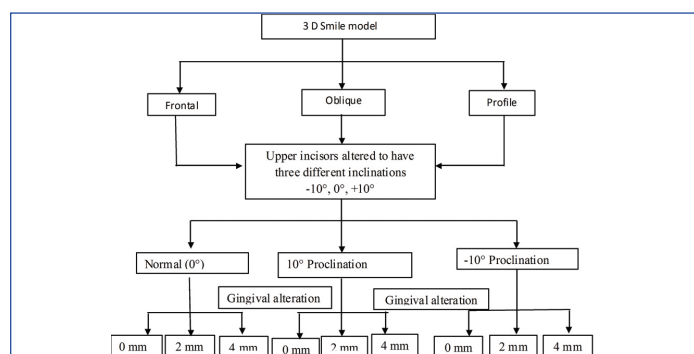 3 D Smile model
Frontal
Oblique
Profile
Upper incisors altered to have
three different inclinations
-10°, 0°, +10°
Normal (0°)
10° Proclination
-10° Proclination
Gingival alteration
Gingival alteration
0 mm
2 mm
4 mm
0 mm
2 mm
4 mm
0 mm
2 mm
4 mm